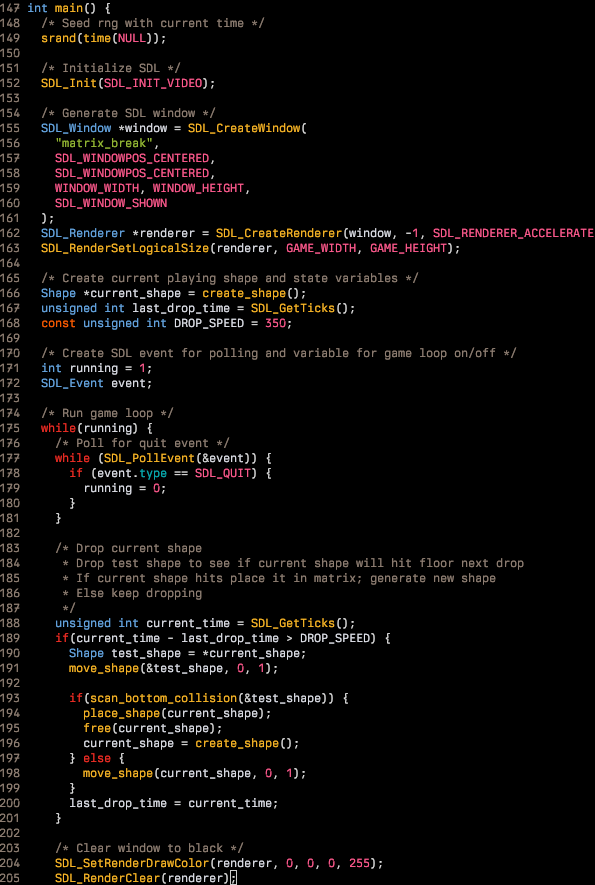 147 int main() {
148   /* Seed rng with current time */
149   srand(time(NULL));
150
151   /* Initialize SDL */
152   SDL_Init(SDL_INIT_VIDEO);
153
154   /* Generate SDL window */
155   SDL_Window *window = SDL_CreateWindow(
156     "matrix_break",
157     SDL_WINDOWPOS_CENTERED,
158     SDL_WINDOWPOS_CENTERED,
159     WINDOW_WIDTH, WINDOW_HEIGHT,
160     SDL_WINDOW_SHOWN
161   );
162   SDL_Renderer *renderer = SDL_CreateRenderer(window, -1, SDL_RENDERER_ACCELERATE
163   SDL_RenderSetLogicalSize(renderer, GAME_WIDTH, GAME_HEIGHT);
164
165   /* Create current playing shape and state variables */
166   Shape *current_shape = create_shape();
167   unsigned int last_drop_time = SDL_GetTicks();
168   const unsigned int DROP_SPEED = 350;
169
170   /* Create SDL event for polling and variable for game loop on/off */
171   int running = 1;
172   SDL_Event event;
173
174   /* Run game loop */
175   while(running) {
176     /* Poll for quit event */
177     while (SDL_PollEvent(&event)) {
178       if (event.type == SDL_QUIT) {
179         running = 0;
180       }
181     }
182
183     /* Drop current shape
184      * Drop test shape to see if current shape will hit floor next drop
185      * If current shape hits place it in matrix; generate new shape
186      * Else keep dropping
187      */
188     unsigned int current_time = SDL_GetTicks();
189     if(current_time - last_drop_time > DROP_SPEED) {
190       Shape test_shape = *current_shape;
191       move_shape(&test_shape, 0, 1);
192
193       if(scan_bottom_collision(&test_shape)) {
194         place_shape(current_shape);
195         free(current_shape);
196         current_shape = create_shape();
197       } else {
198         move_shape(current_shape, 0, 1);
199       }
200       last_drop_time = current_time;
201     }
202
203     /* Clear window to black */
204     SDL_SetRenderDrawColor(renderer, 0, 0, 0, 255);
205     SDL_RenderClear(renderer);